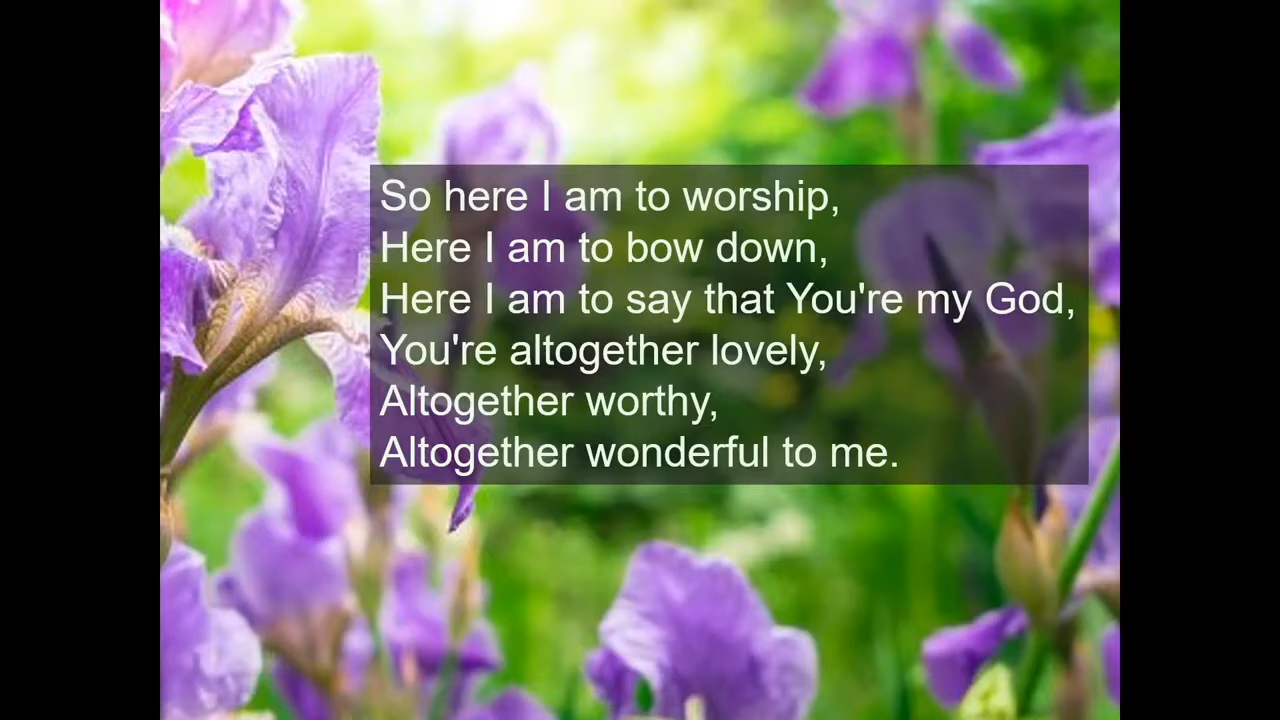 So here I am to worship,
Here I am to bow down,
Here I am to say that You're my God,
You're altogether lovely,
Altogether worthy,
Altogether wonderful to me.